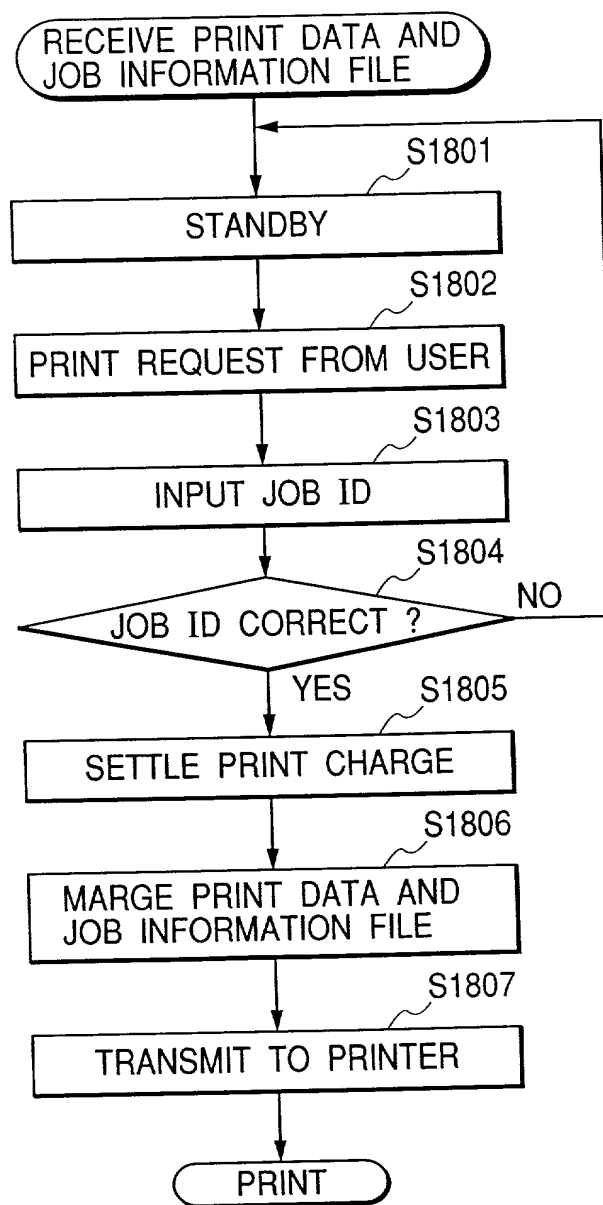 RECEIVE PRINT DATA AND
JOB INFORMATION FILE
S1801
STANDBY
S1802
PRINT REQUEST FROM USER
S1803
INPUT JOB ID
S1804
JOB ID CORRECT ?
NO
YES
S1805
SETTLE PRINT CHARGE
S1806
MARGE PRINT DATA AND
JOB INFORMATION FILE
S1807
TRANSMIT TO PRINTER
PRINT